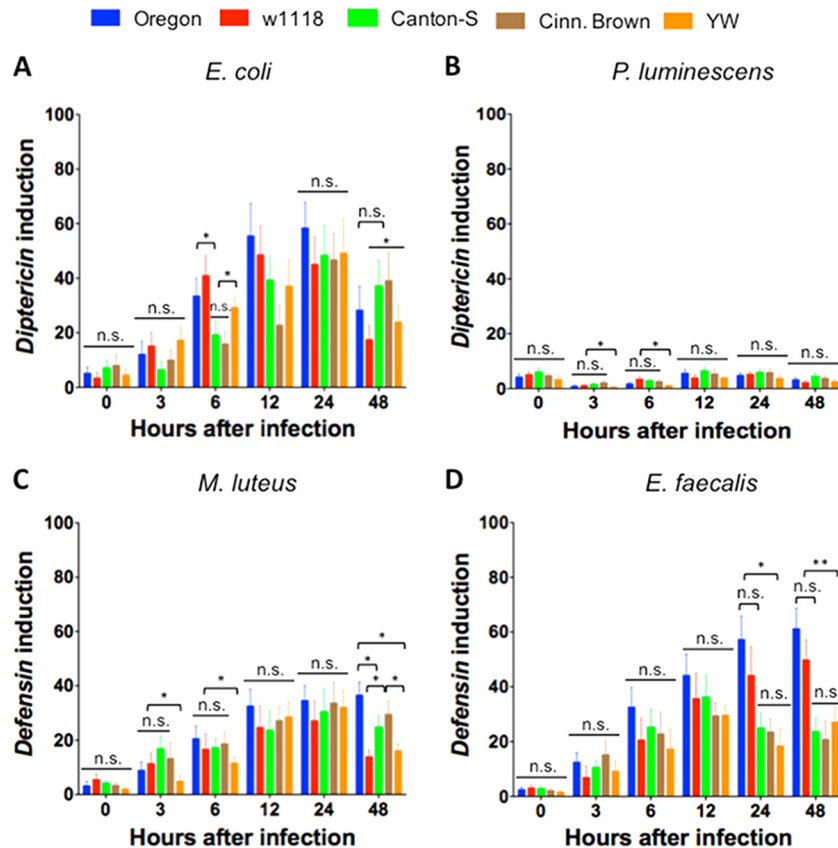 Oregon w1118 Canton-S Cinn. Brown YW
A E. coli
100
80
60
40
20
0
Diptericin induction
n.s. n.s. * n.s. * n.s. n.s. *
0 3 6 12 24 48
Hours after infection
B P. luminescens
100
80
60
40
20
0
Diptericin induction
n.s. n.s. * n.s. * n.s. n.s. n.s.
0 3 6 12 24 48
Hours after infection
C M. luteus
100
80
60
40
20
0
Defensin induction
n.s. n.s. * n.s. * n.s. n.s. * * * *
0 3 6 12 24 48
Hours after infection
D E. faecalis
100
80
60
40
20
0
Defensin induction
n.s. n.s. n.s. n.s. n.s. * n.s. n.s. ** n.s.
0 3 6 12 24 48
Hours after infection